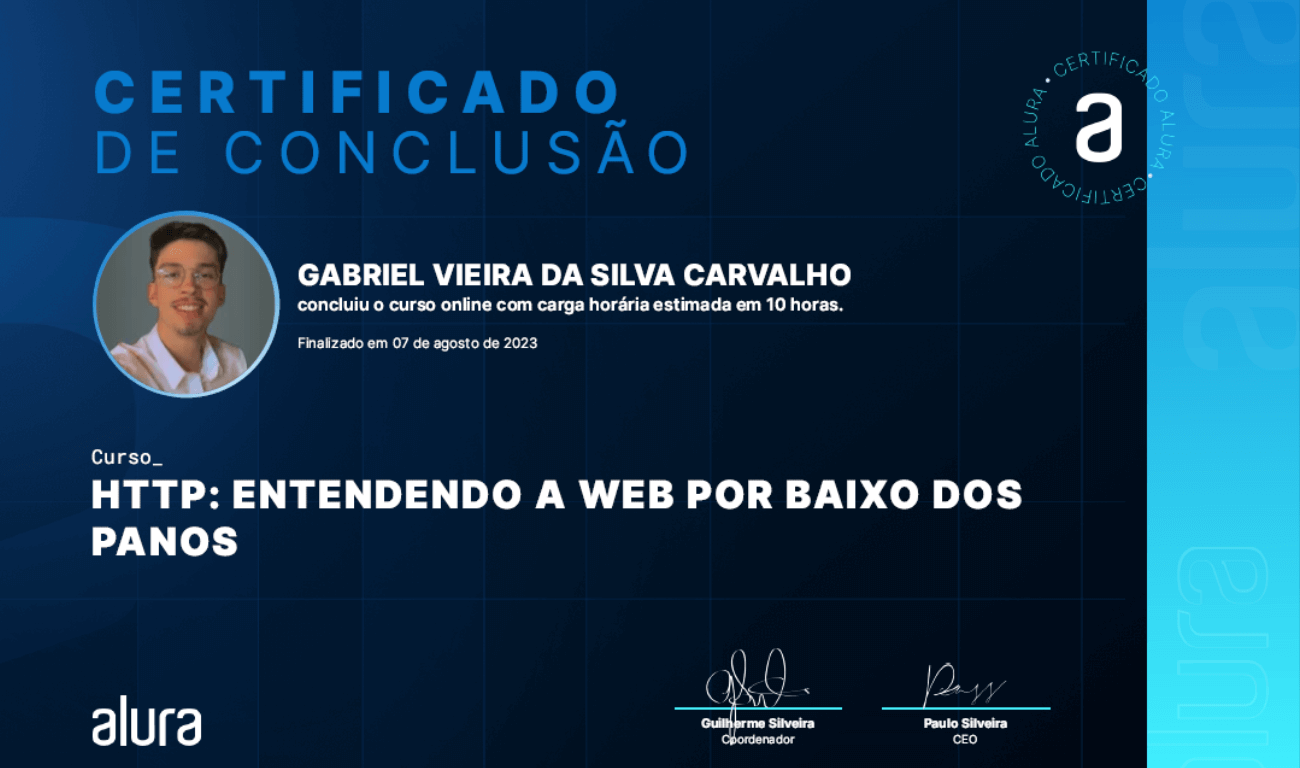 CERTIFICADO
DE CONCLUSÃO
CERTIFICADO ALURA • CERTIFICADO ALURA •
a
GABRIEL VIEIRA DA SILVA CARVALHO
concluiu o curso online com carga horária estimada em 10 horas.
Finalizado em 07 de agosto de 2023
Curso_
HTTP: ENTENDENDO A WEB POR BAIXO DOS
PANOS
alura
Guilherme Silveira
Coordenador
Paulo Silveira
CEO
alura
alura